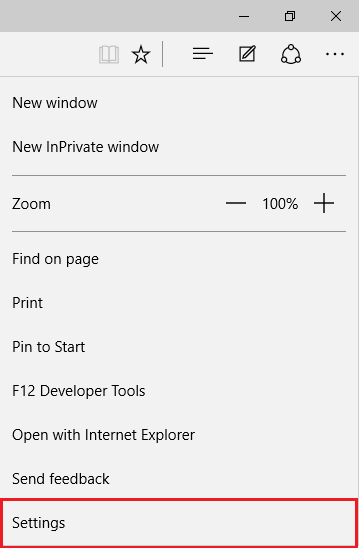 New window
New InPrivate window
Zoom 100%
Find on page
Print
Pin to Start
F12 Developer Tools
Open with Internet Explorer
Send feedback
Settings